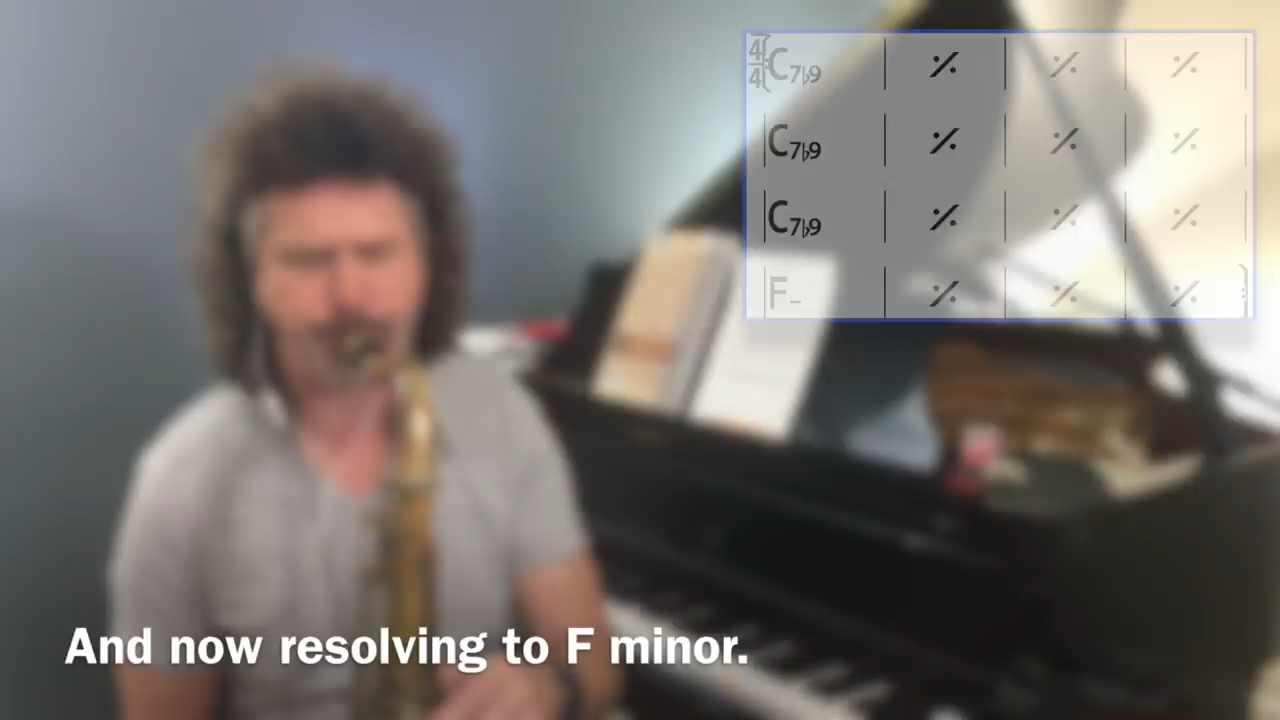 4/4 C7♭9 | 𝄎 | 𝄎 | 𝄎
C7♭9 | 𝄎 | 𝄎 | 𝄎
C7♭9 | 𝄎 | 𝄎 | 𝄎
F– | 𝄎 | 𝄎 | 𝄎
And now resolving to F minor.